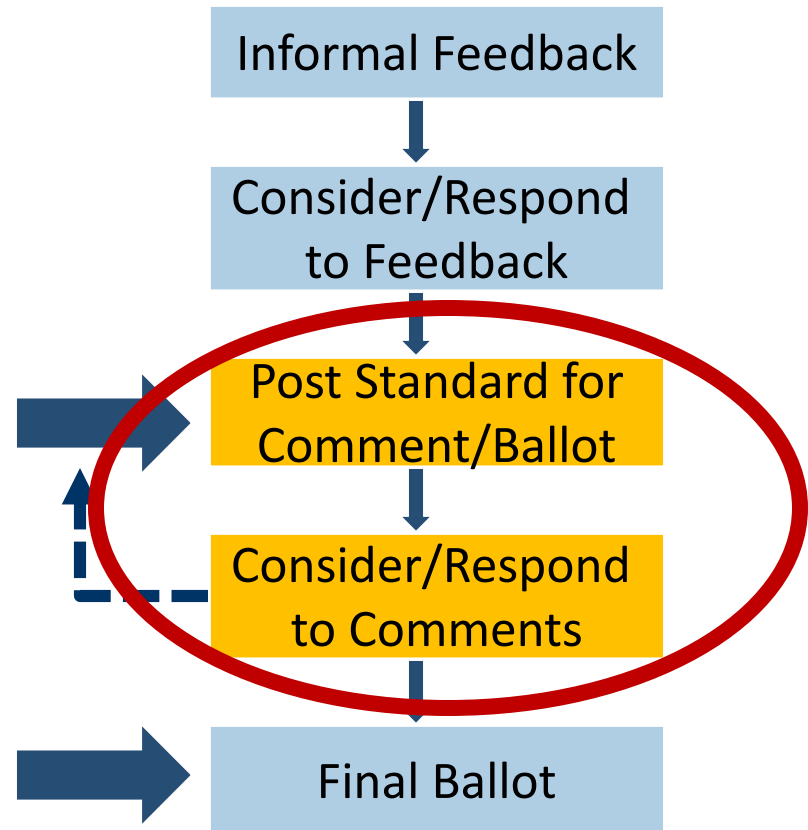 Informal Feedback
Consider/Respond
to Feedback
Post Standard for
Comment/Ballot
Consider/Respond
to Comments
Final Ballot